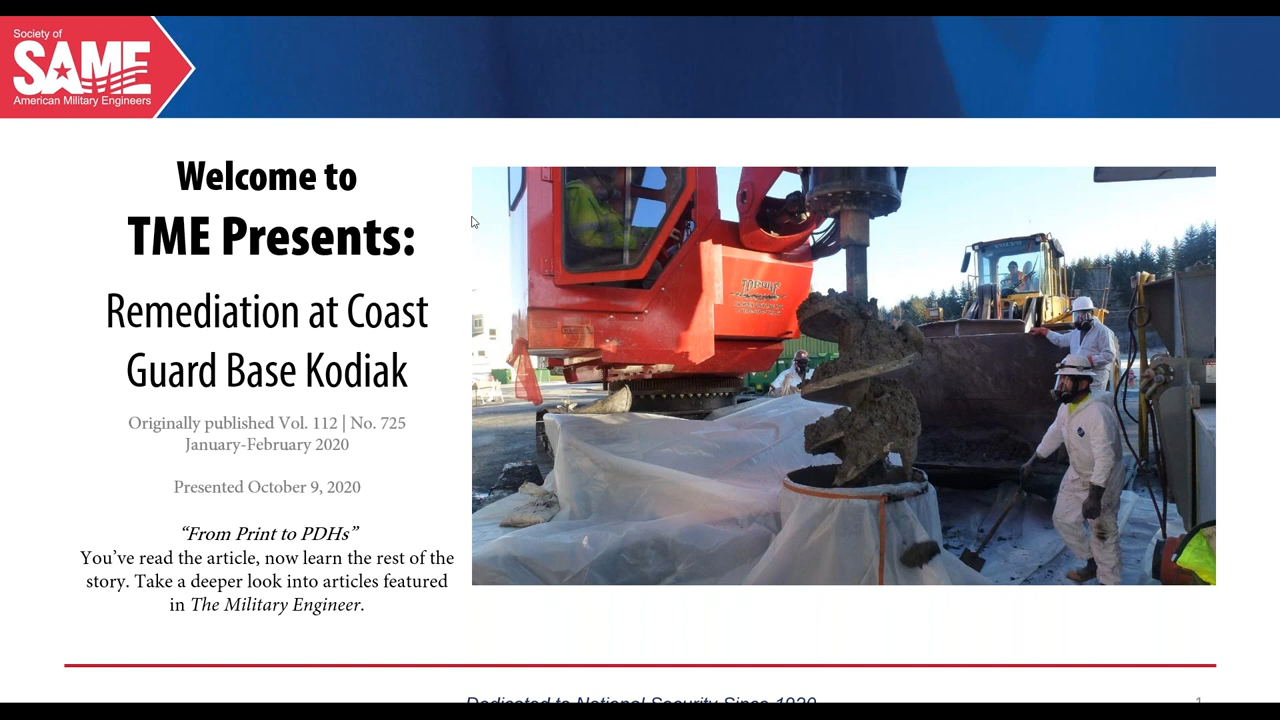 Society of
SAME
American Military Engineers
Welcome to
TME Presents:
Remediation at Coast
Guard Base Kodiak
Originally published Vol. 112 | No. 725
January-February 2020
Presented October 9, 2020
“From Print to PDHs”
You’ve read the article, now learn the rest of the
story. Take a deeper look into articles featured
in The Military Engineer.
VOLVO
Dedicated to National Security Since 1920
1